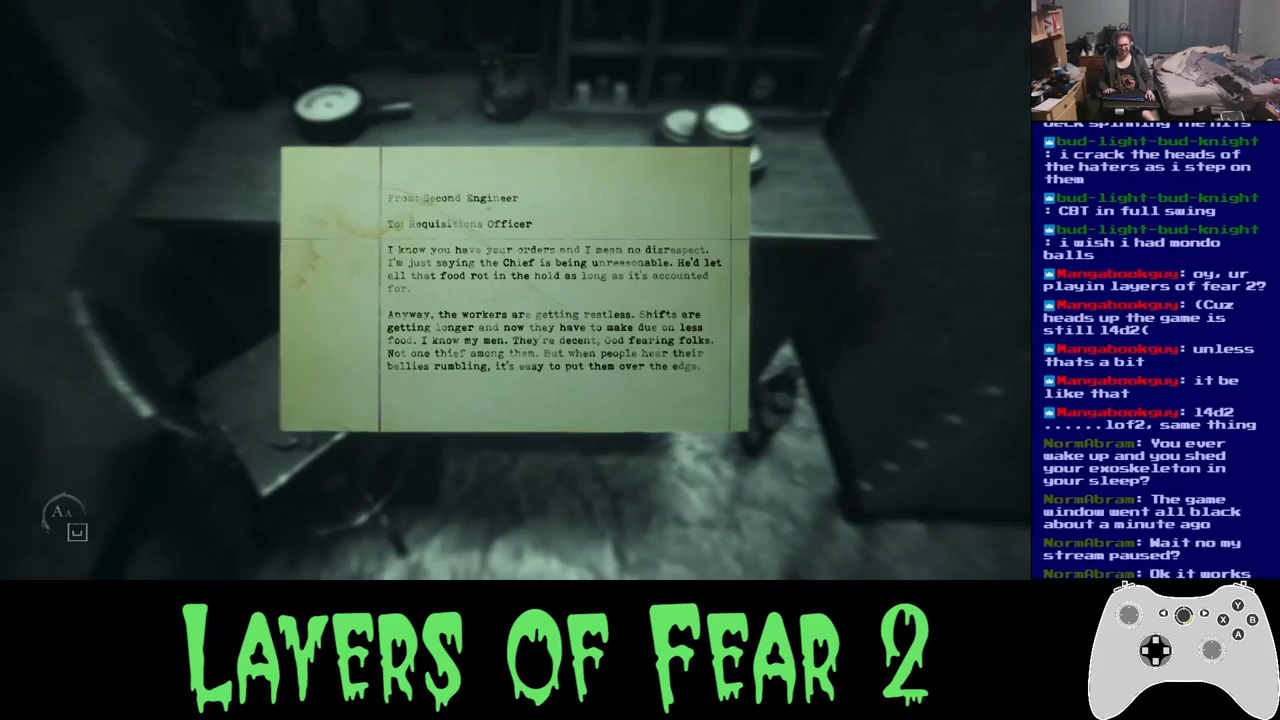 From: Second Engineer
To: Requisitions Officer
I know you have your orders and I mean no disrespect.
I'm just saying the Chief is being unreasonable. He'd let
all that food rot in the hold as long as it's accounted
for.
Anyway, the workers are getting restless. Shifts are
getting longer and now they have to make due on less
food. I know my men. They're decent, God fearing folks.
Not one thief among them. But when people hear their
bellies rumbling, it's easy to put them over the edge.
AA
deck spinning the hits
bud-light-bud-knight
: i crack the heads of
the haters as i step on
them
bud-light-bud-knight
: CBT in full swing
bud-light-bud-knight
: i wish i had mondo
balls
Mangabookguy: oy, ur
playin layers of fear 2?
Mangabookguy: (Cuz
heads up the game is
still l4d2(
Mangabookguy: unless
thats a bit
Mangabookguy: it be
like that
Mangabookguy: l4d2
......lof2, same thing
NormAbram: You ever
wake up and you shed
your exoskeleton in
your sleep?
NormAbram: The game
window went all black
about a minute ago
NormAbram: Wait no my
stream paused?
NormAbram: Ok it works
LAYERS OF FEAR 2
Y
X
B
A